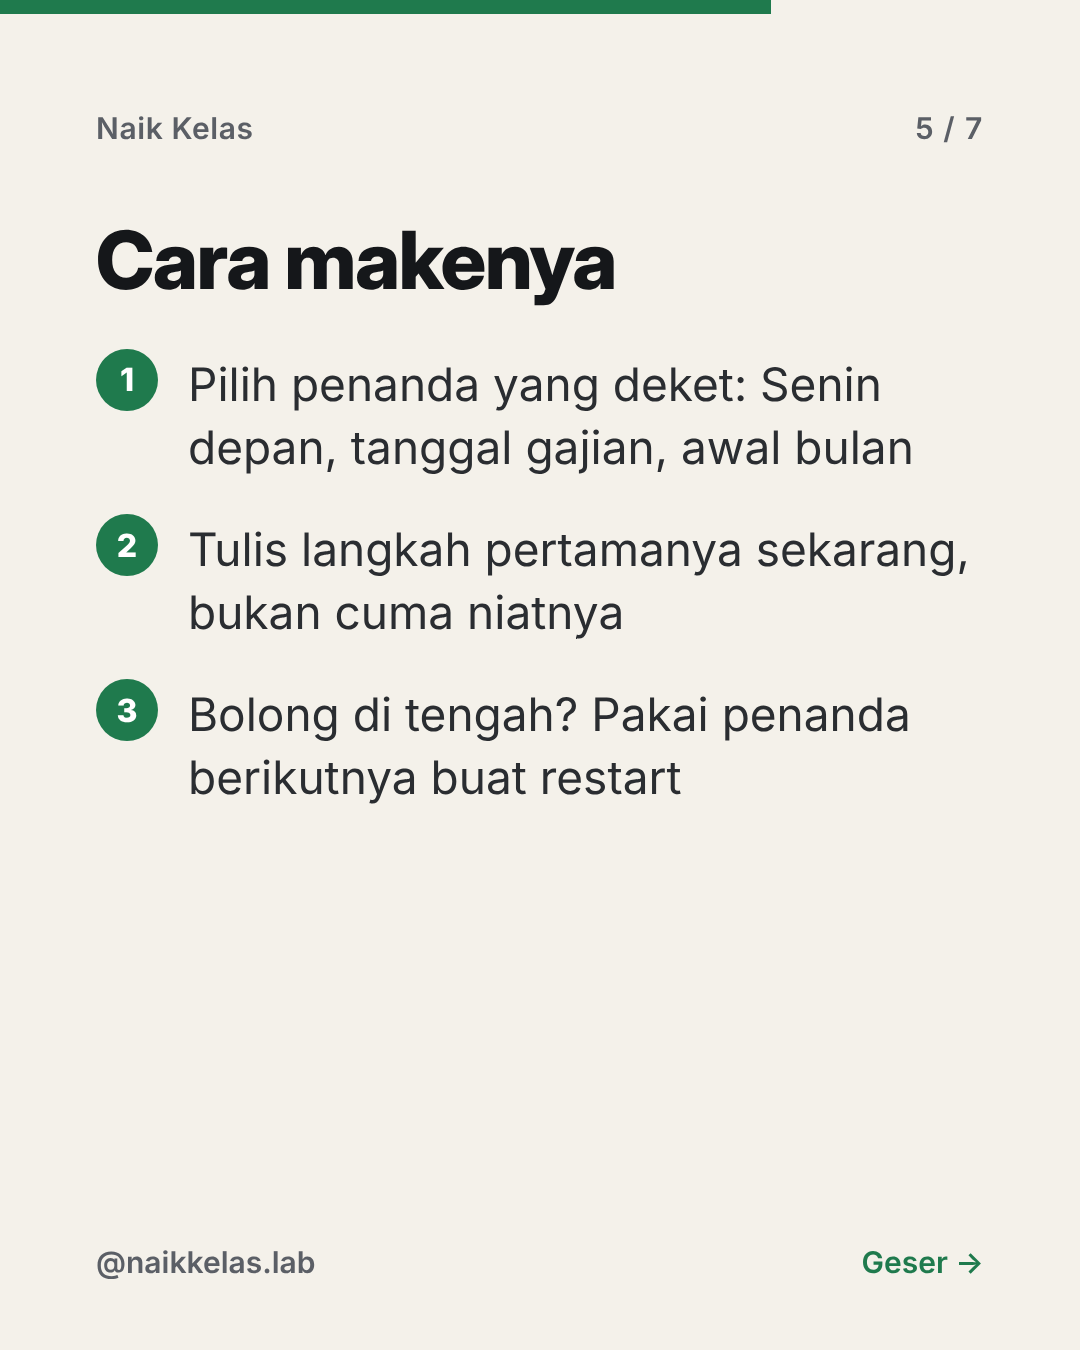 Naik Kelas
5 / 7
Cara makenya
1
Pilih penanda yang deket: Senin
depan, tanggal gajian, awal bulan
2
Tulis langkah pertamanya sekarang,
bukan cuma niatnya
3
Bolong di tengah? Pakai penanda
berikutnya buat restart
@naikkelas.lab
Geser →